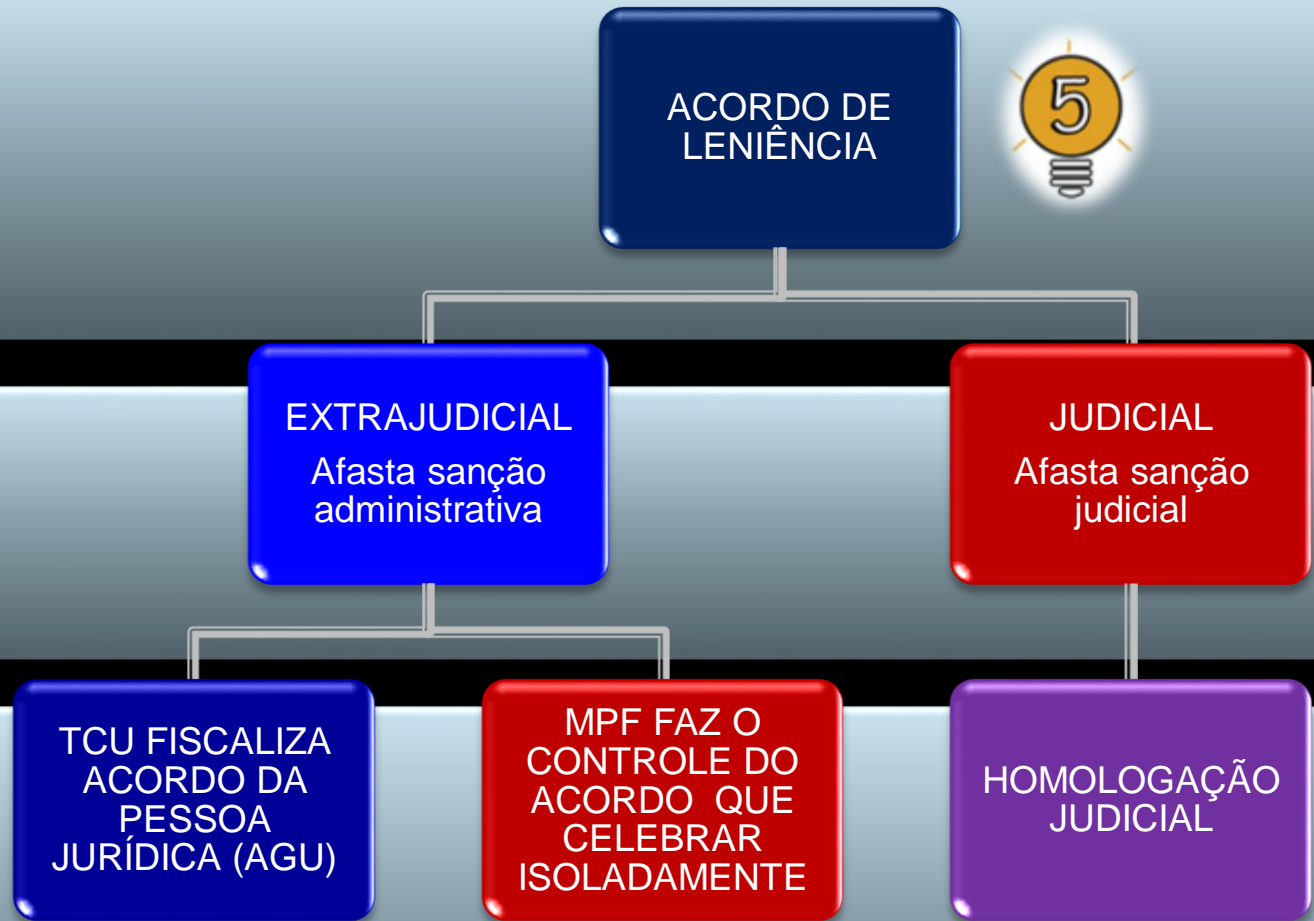 ACORDO DE
LENIÊNCIA
5
EXTRAJUDICIAL
Afasta sanção
administrativa
JUDICIAL
Afasta sanção
judicial
TCU FISCALIZA
ACORDO DA
PESSOA
JURÍDICA (AGU)
MPF FAZ O
CONTROLE DO
ACORDO QUE
CELEBRAR
ISOLADAMENTE
HOMOLOGAÇÃO
JUDICIAL